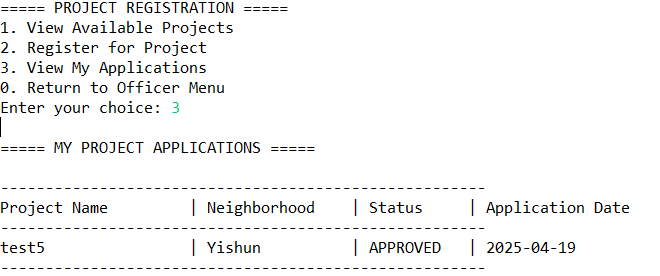 ===== PROJECT REGISTRATION =====
1. View Available Projects
2. Register for Project
3. View My Applications
0. Return to Officer Menu
Enter your choice: 3
===== MY PROJECT APPLICATIONS =====
------------------------------------------------------
Project Name         | Neighborhood    | Status     | Application Date
------------------------------------------------------
test5                | Yishun          | APPROVED   | 2025-04-19
------------------------------------------------------